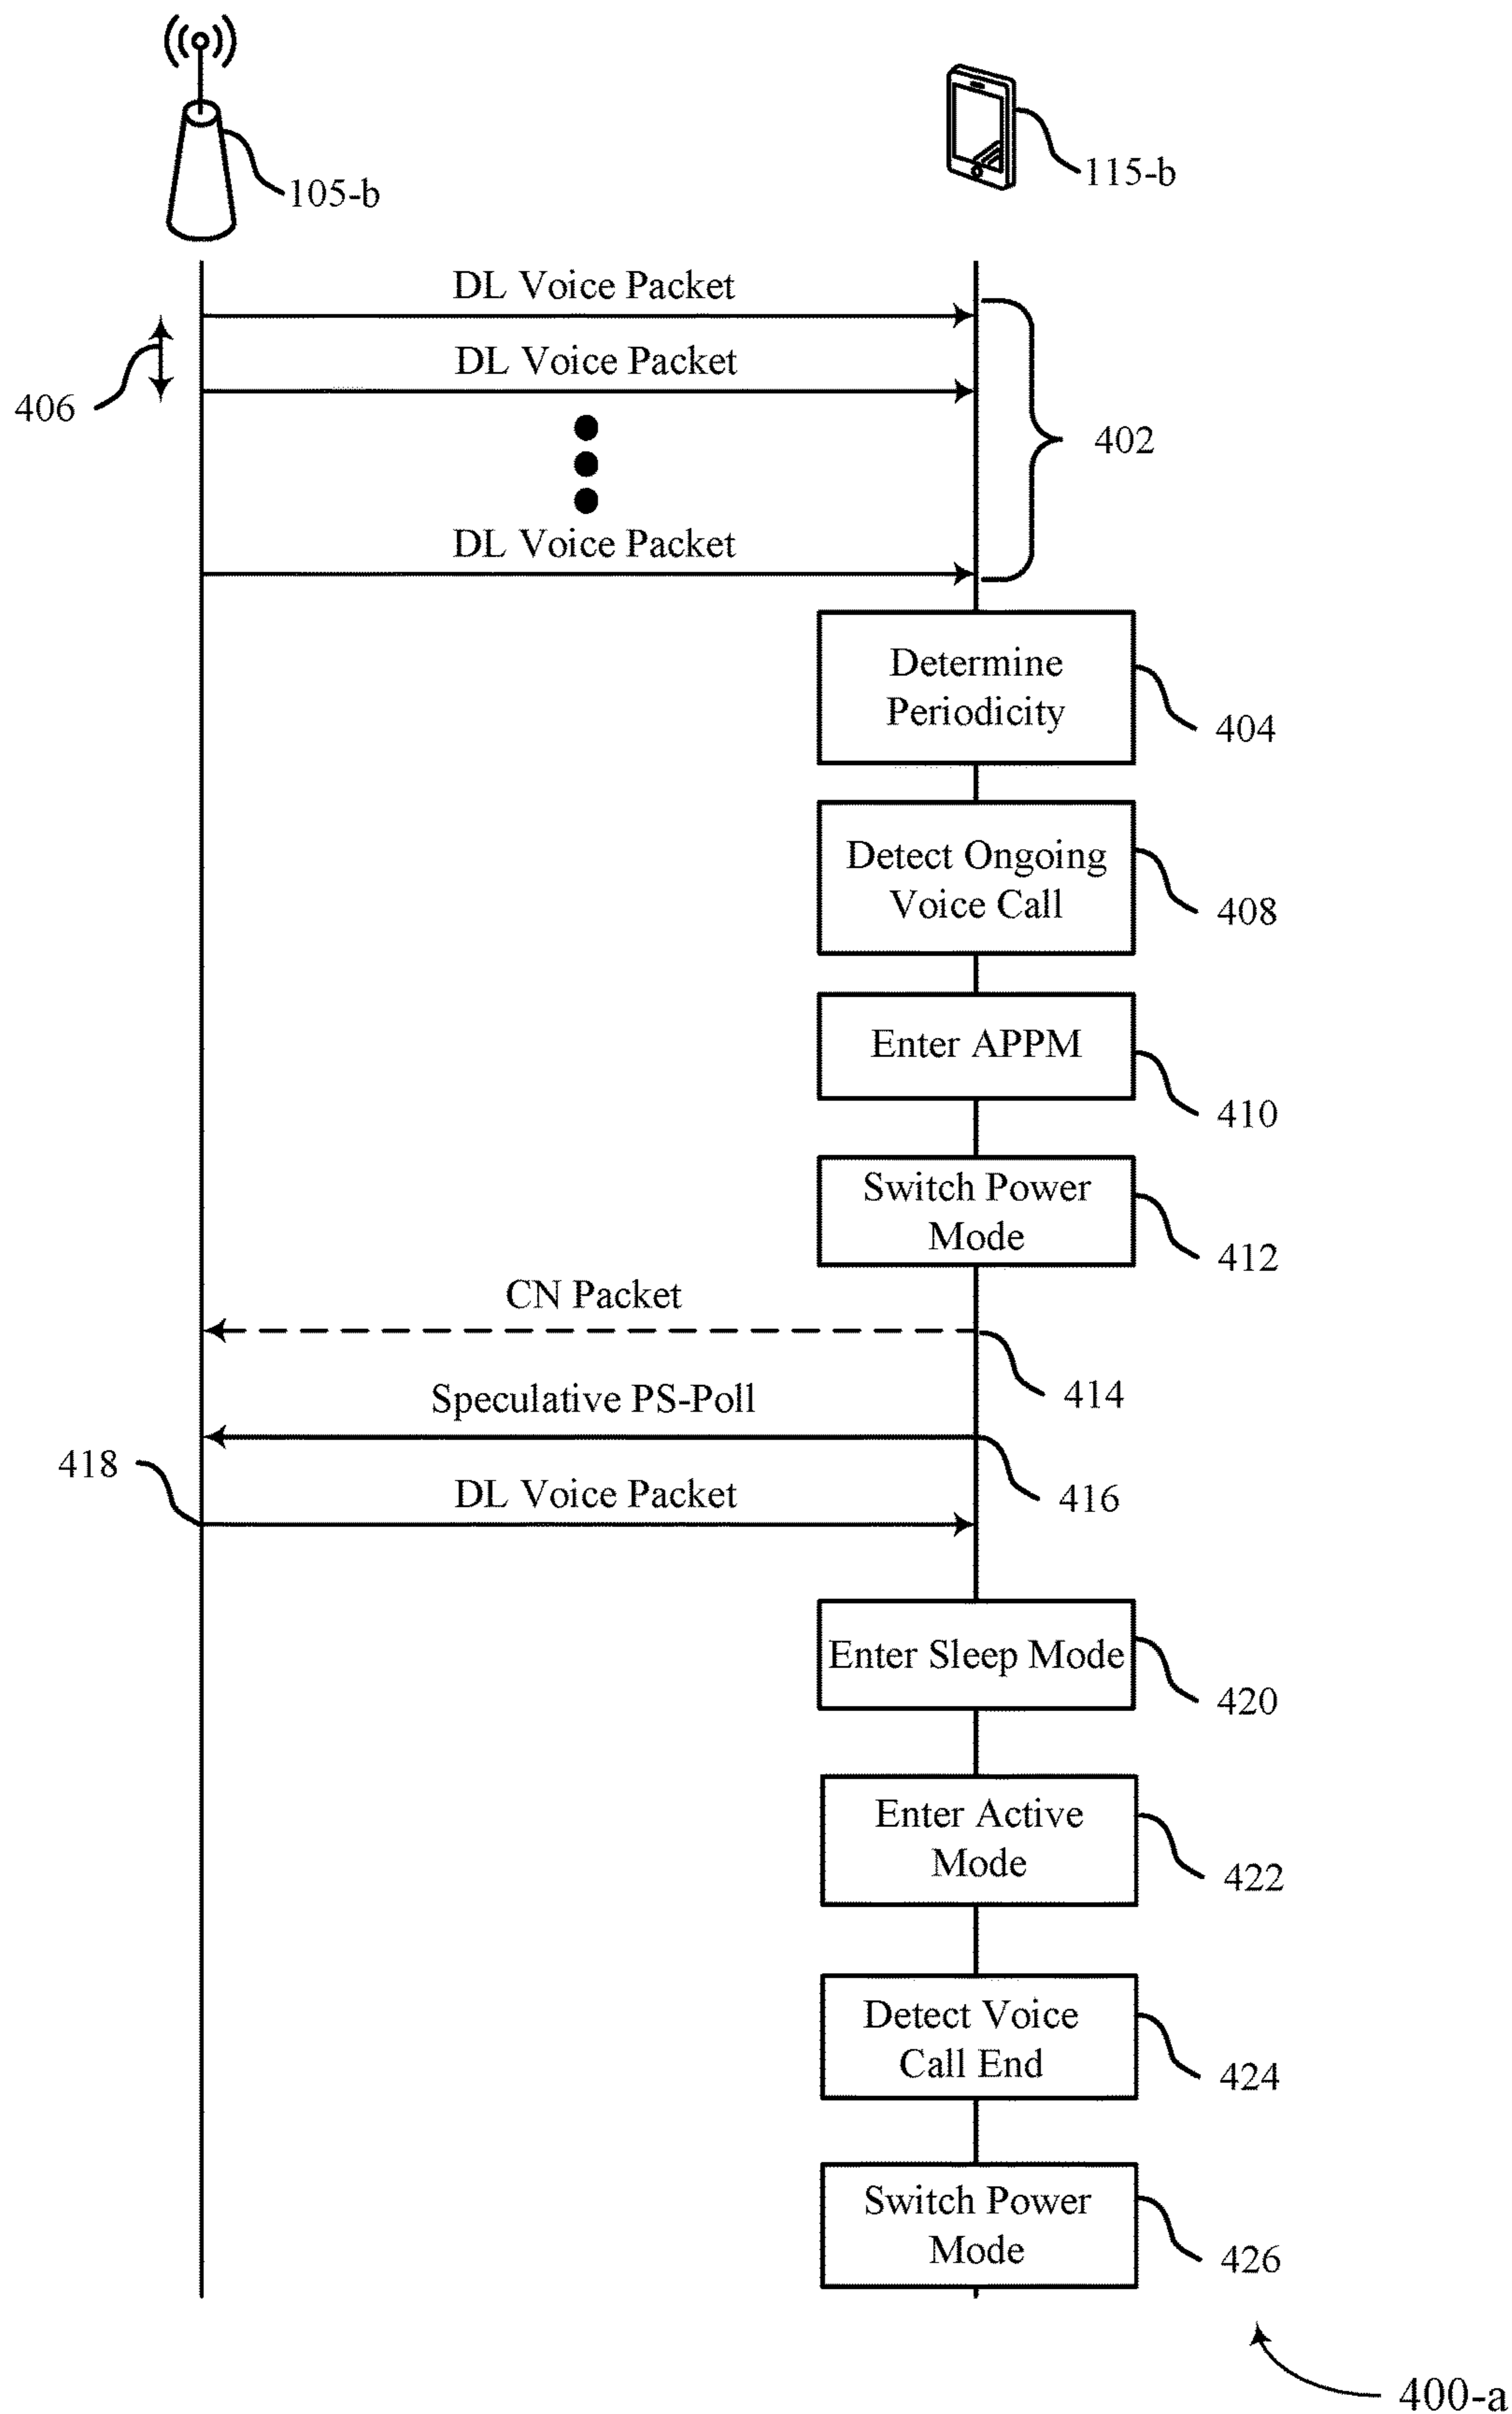 105-b
115-b
DL Voice Packet
DL Voice Packet
406
402
DL Voice Packet
Determine
Periodicity
404
Detect Ongoing
Voice Call
408
Enter APPM
410
Switch Power
Mode
412
CN Packet
414
Speculative PS-Poll
418
416
DL Voice Packet
Enter Sleep Mode
420
Enter Active
Mode
422
Detect Voice
Call End
424
Switch Power
Mode
426
400-a